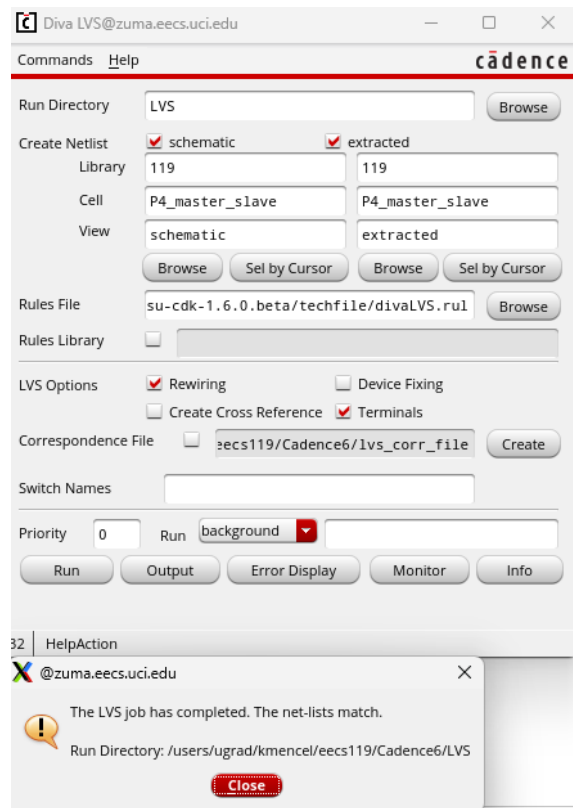 Diva LVS@zuma.eecs.uci.edu
Commands Help cādence
Run Directory LVS Browse
Create Netlist schematic extracted
Library 119 119
Cell P4_master_slave P4_master_slave
View schematic extracted
Browse Sel by Cursor Browse Sel by Cursor
Rules File su-cdk-1.6.0.beta/techfile/divaLVS.rul Browse
Rules Library
LVS Options Rewiring Device Fixing
Create Cross Reference Terminals
Correspondence File eecs119/Cadence6/lvs_corr_file Create
Switch Names
Priority 0 Run background
Run Output Error Display Monitor Info
32 HelpAction
X @zuma.eecs.uci.edu
The LVS job has completed. The net-lists match.
Run Directory: /users/ugrad/kmencel/eecs119/Cadence6/LVS
Close